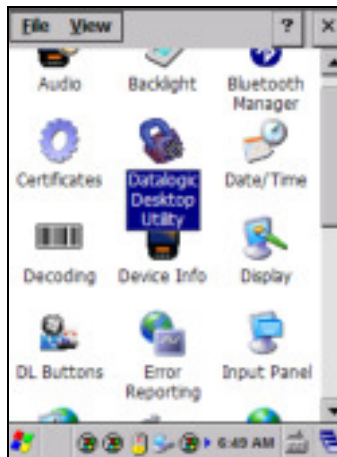 File View ? ×
Audio Backlight Bluetooth
Manager
Certificates Datalogic Date/Time
Desktop
Utility
Decoding Device Info Display
DL Buttons Error Input Panel
Reporting
6:49 AM